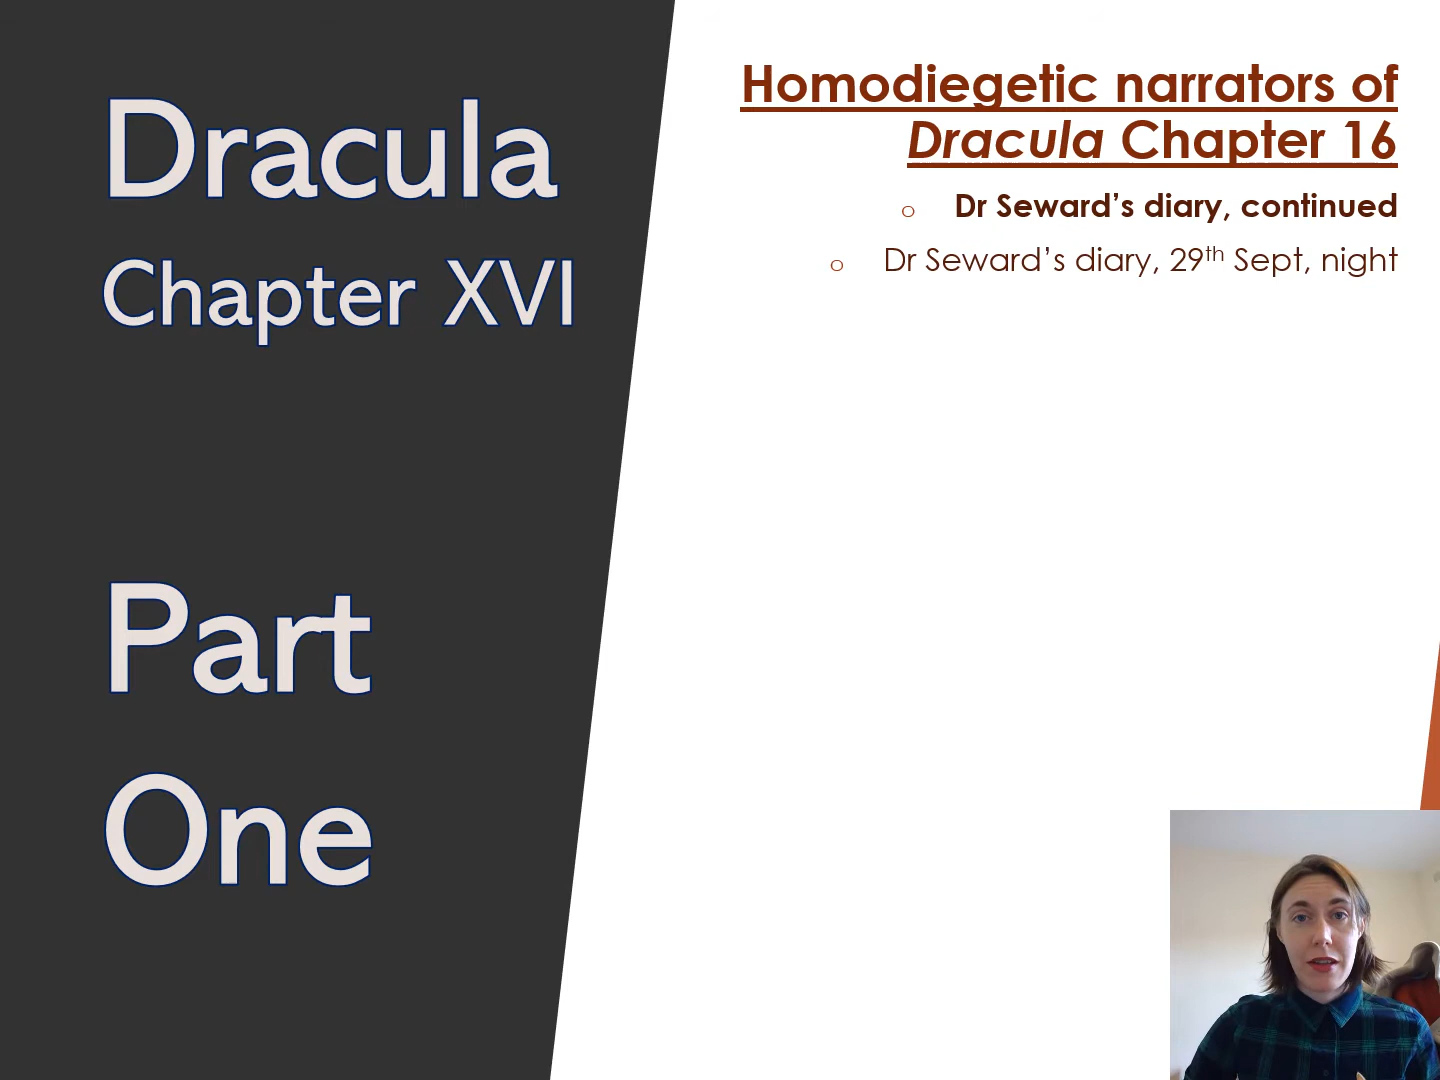 Dracula
Chapter XVI
Part
One
Homodiegetic narrators of
Dracula Chapter 16
Dr Seward’s diary, continued
Dr Seward’s diary, 29th Sept, night